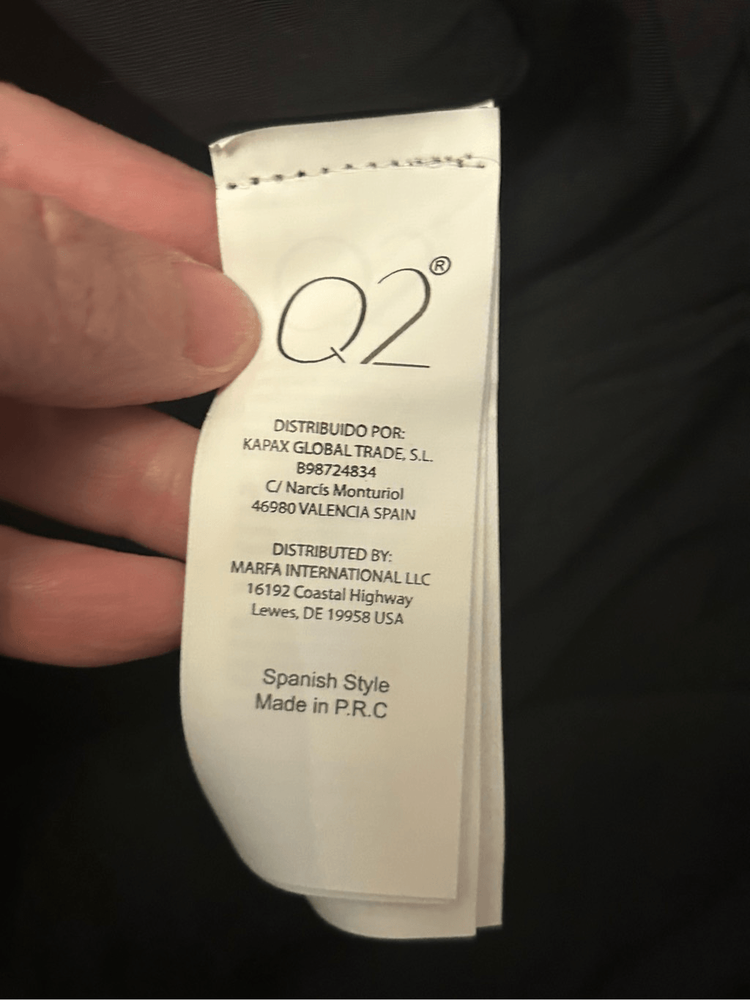 Q2®
DISTRIBUIDO POR:
KAPAX GLOBAL TRADE, S.L.
B98724834
C/ Narcís Monturiol
46980 VALENCIA SPAIN
DISTRIBUTED BY:
MARFA INTERNATIONAL LLC
16192 Coastal Highway
Lewes, DE 19958 USA
Spanish Style
Made in P.R.C